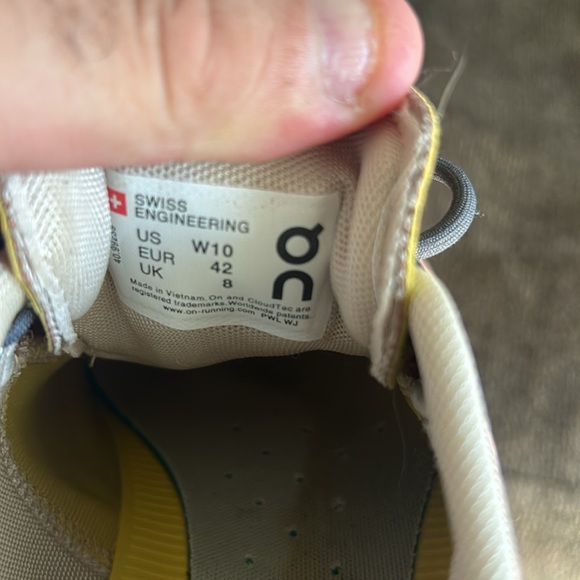 SWISS
ENGINEERING
US W10
EUR 42
UK 8
Made in Vietnam. On and CloudTec are
registered trademarks. Worldwide patents.
www.on-running.com PWL WJ
On